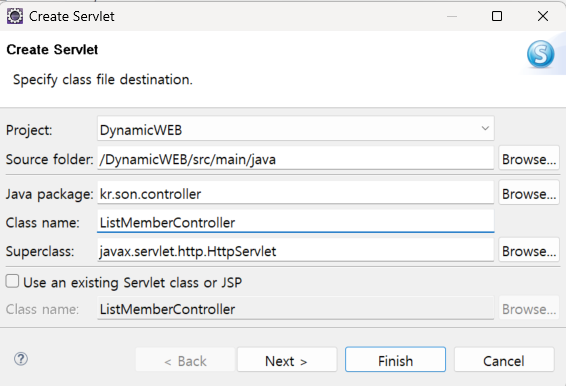 Create Servlet
Create Servlet
Specify class file destination.
Project: DynamicWEB
Source folder: /DynamicWEB/src/main/java Browse...
Java package: kr.son.controller Browse...
Class name: ListMemberController
Superclass: javax.servlet.http.HttpServlet Browse...
Use an existing Servlet class or JSP
Class name: ListMemberController Browse...
< Back Next > Finish Cancel